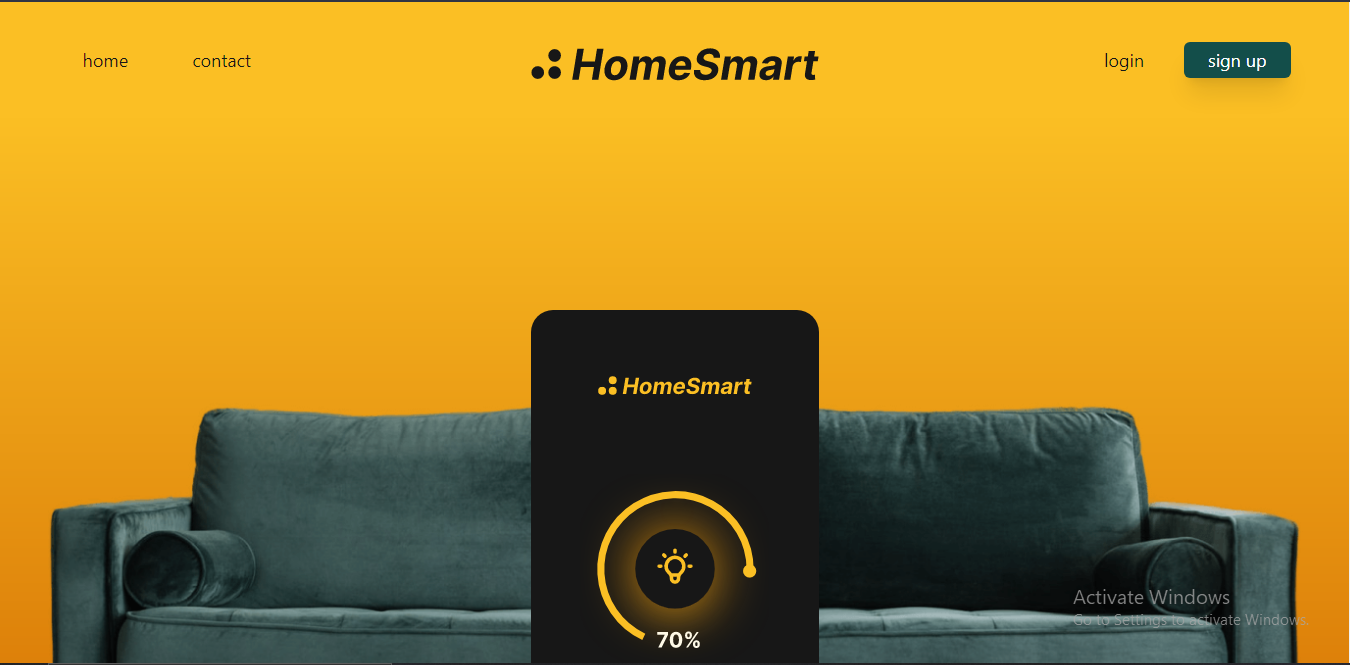 home
contact
HomeSmart
login
sign up
HomeSmart
70%
Activate Windows
Go to Settings to activate Windows.